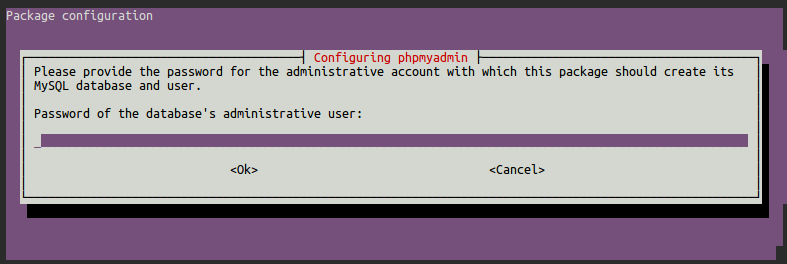 Package configuration
Configuring phpmyadmin
Please provide the password for the administrative account with which this package should create its
MySQL database and user.
Password of the database's administrative user:
_
<Ok> <Cancel>